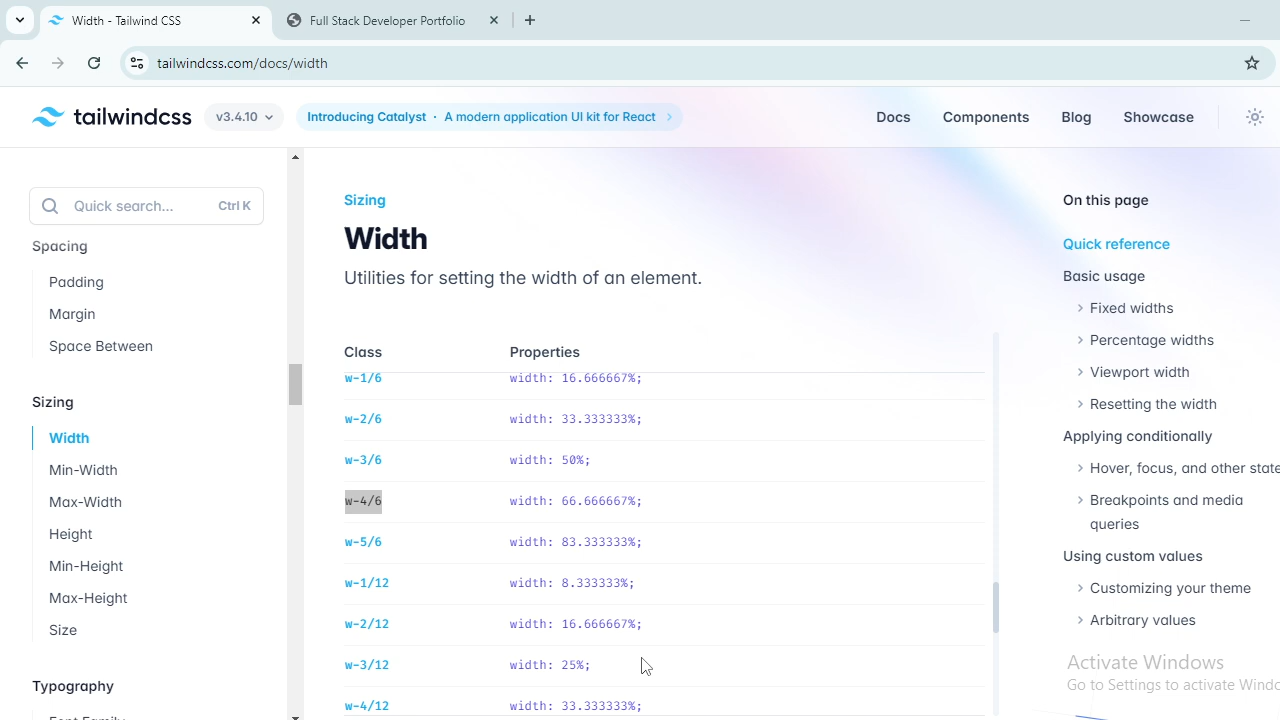 Width - Tailwind CSS
Full Stack Developer Portfolio
tailwindcss.com/docs/width
tailwindcss
v3.4.10
Introducing Catalyst · A modern application UI kit for React
Docs
Components
Blog
Showcase
Quick search...
Ctrl K
Spacing
Padding
Margin
Space Between
Sizing
Width
Min-Width
Max-Width
Height
Min-Height
Max-Height
Size
Typography
Font Family
Sizing
Width
Utilities for setting the width of an element.
Class Properties
w-1/6 width: 16.666667%;
w-2/6 width: 33.333333%;
w-3/6 width: 50%;
w-4/6 width: 66.666667%;
w-5/6 width: 83.333333%;
w-1/12 width: 8.333333%;
w-2/12 width: 16.666667%;
w-3/12 width: 25%;
w-4/12 width: 33.333333%;
On this page
Quick reference
Basic usage
Fixed widths
Percentage widths
Viewport width
Resetting the width
Applying conditionally
Hover, focus, and other state
Breakpoints and media
queries
Using custom values
Customizing your theme
Arbitrary values
Activate Windows
Go to Settings to activate Windo